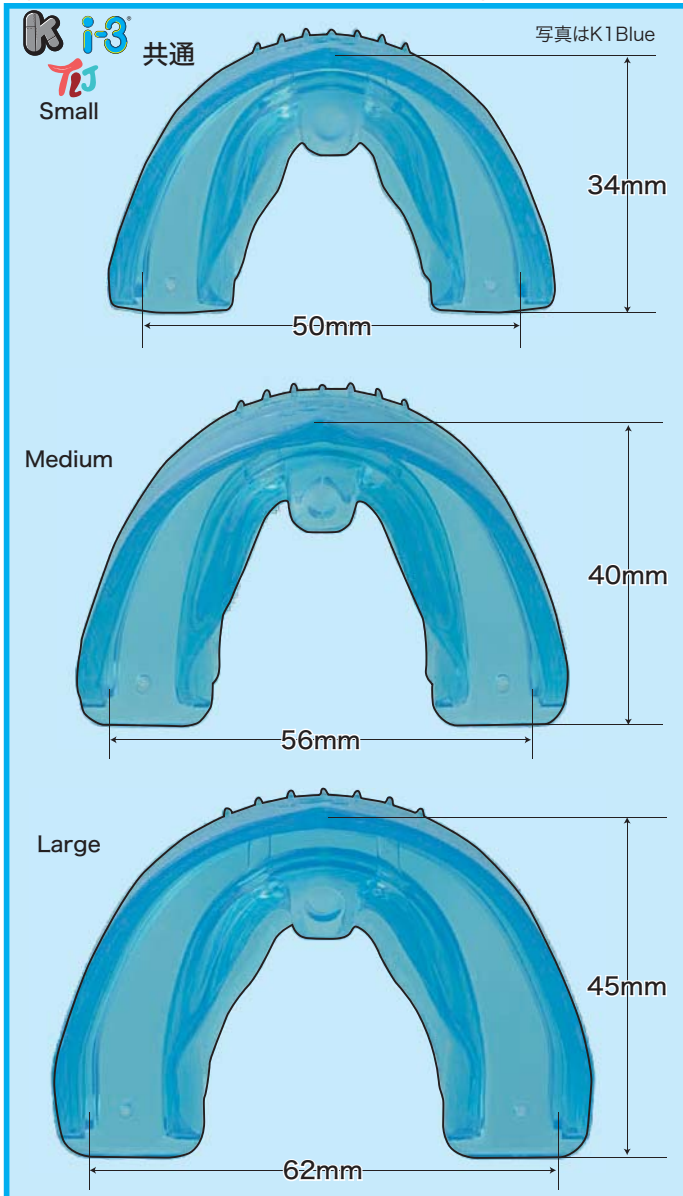 K i-3® 共通
TLJ
Small
写真はK1Blue
34mm
50mm
Medium
40mm
56mm
Large
45mm
62mm